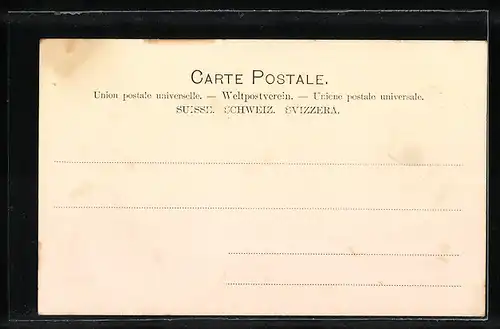 CARTE POSTALE.
Union postale universelle. — Weltpostverein. — Unione postale universale.
SUISSE. SCHWEIZ. SVIZZERA.